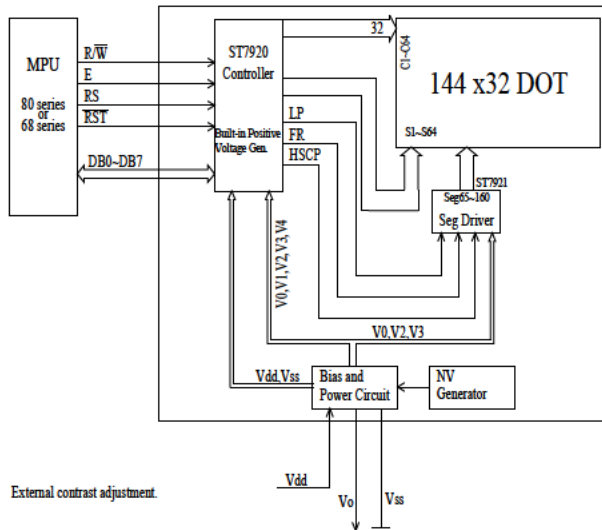 MPU
80 series
or
68 series
R/W̅
E
RS
R̅S̅T̅
DB0~DB7
ST7920
Controller
Built-in Positive
Voltage Gen.
32
C1~C64
144 x32 DOT
S1~S64
LP
FR
HSCP
ST7921
Seg65~160
Seg Driver
V0,V1,V2,V3,V4
V0,V2,V3
Vdd,Vss
Bias and
Power Circuit
NV
Generator
Vdd
Vo
Vss
External contrast adjustment.